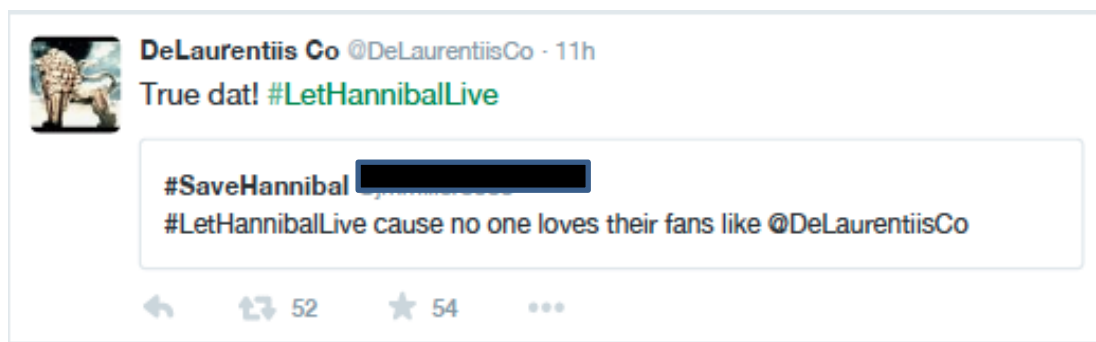 DeLaurentiis Co @DeLaurentiisCo · 11h
True dat! #LetHannibalLive
#SaveHannibal
#LetHannibalLive cause no one loves their fans like @DeLaurentiisCo
52 54